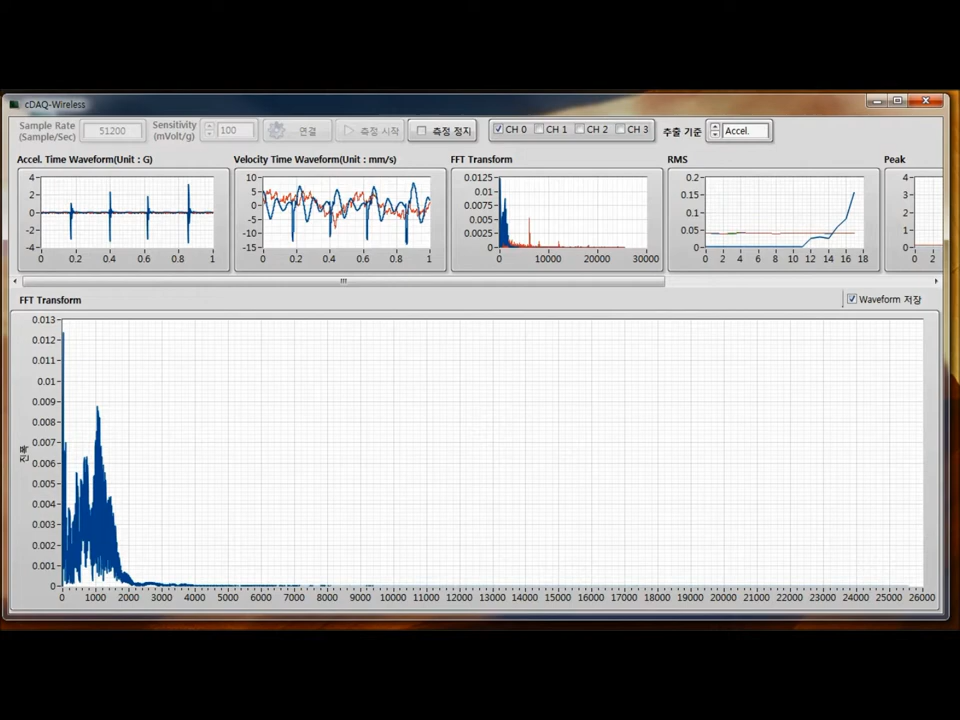 cDAQ-Wireless
Sample Rate (Sample/Sec) 51200 Sensitivity (mVolt/g) 100 연결 측정 시작 측정 정지 CH 0 CH 1 CH 2 CH 3 추출 기준 Accel.
Accel. Time Waveform(Unit : G)
4
2
0
-2
-4
0 0.2 0.4 0.6 0.8 1
Velocity Time Waveform(Unit : mm/s)
10
5
0
-5
-10
-15
0 0.2 0.4 0.6 0.8 1
FFT Transform
0.0125
0.01
0.0075
0.005
0.0025
0 10000 20000 30000
RMS
0.2
0.15
0.1
0.05
0
0 2 4 6 8 10 12 14 16 18
Peak
4
3
2
1
0
0 2
FFT Transform
Waveform 저장
0.013
0.012
0.011
0.01
0.009
0.008
0.007
0.006
0.005
0.004
0.003
0.002
0.001
0
진폭
0 1000 2000 3000 4000 5000 6000 7000 8000 9000 10000 11000 12000 13000 14000 15000 16000 17000 18000 19000 20000 21000 22000 23000 24000 25000 26000